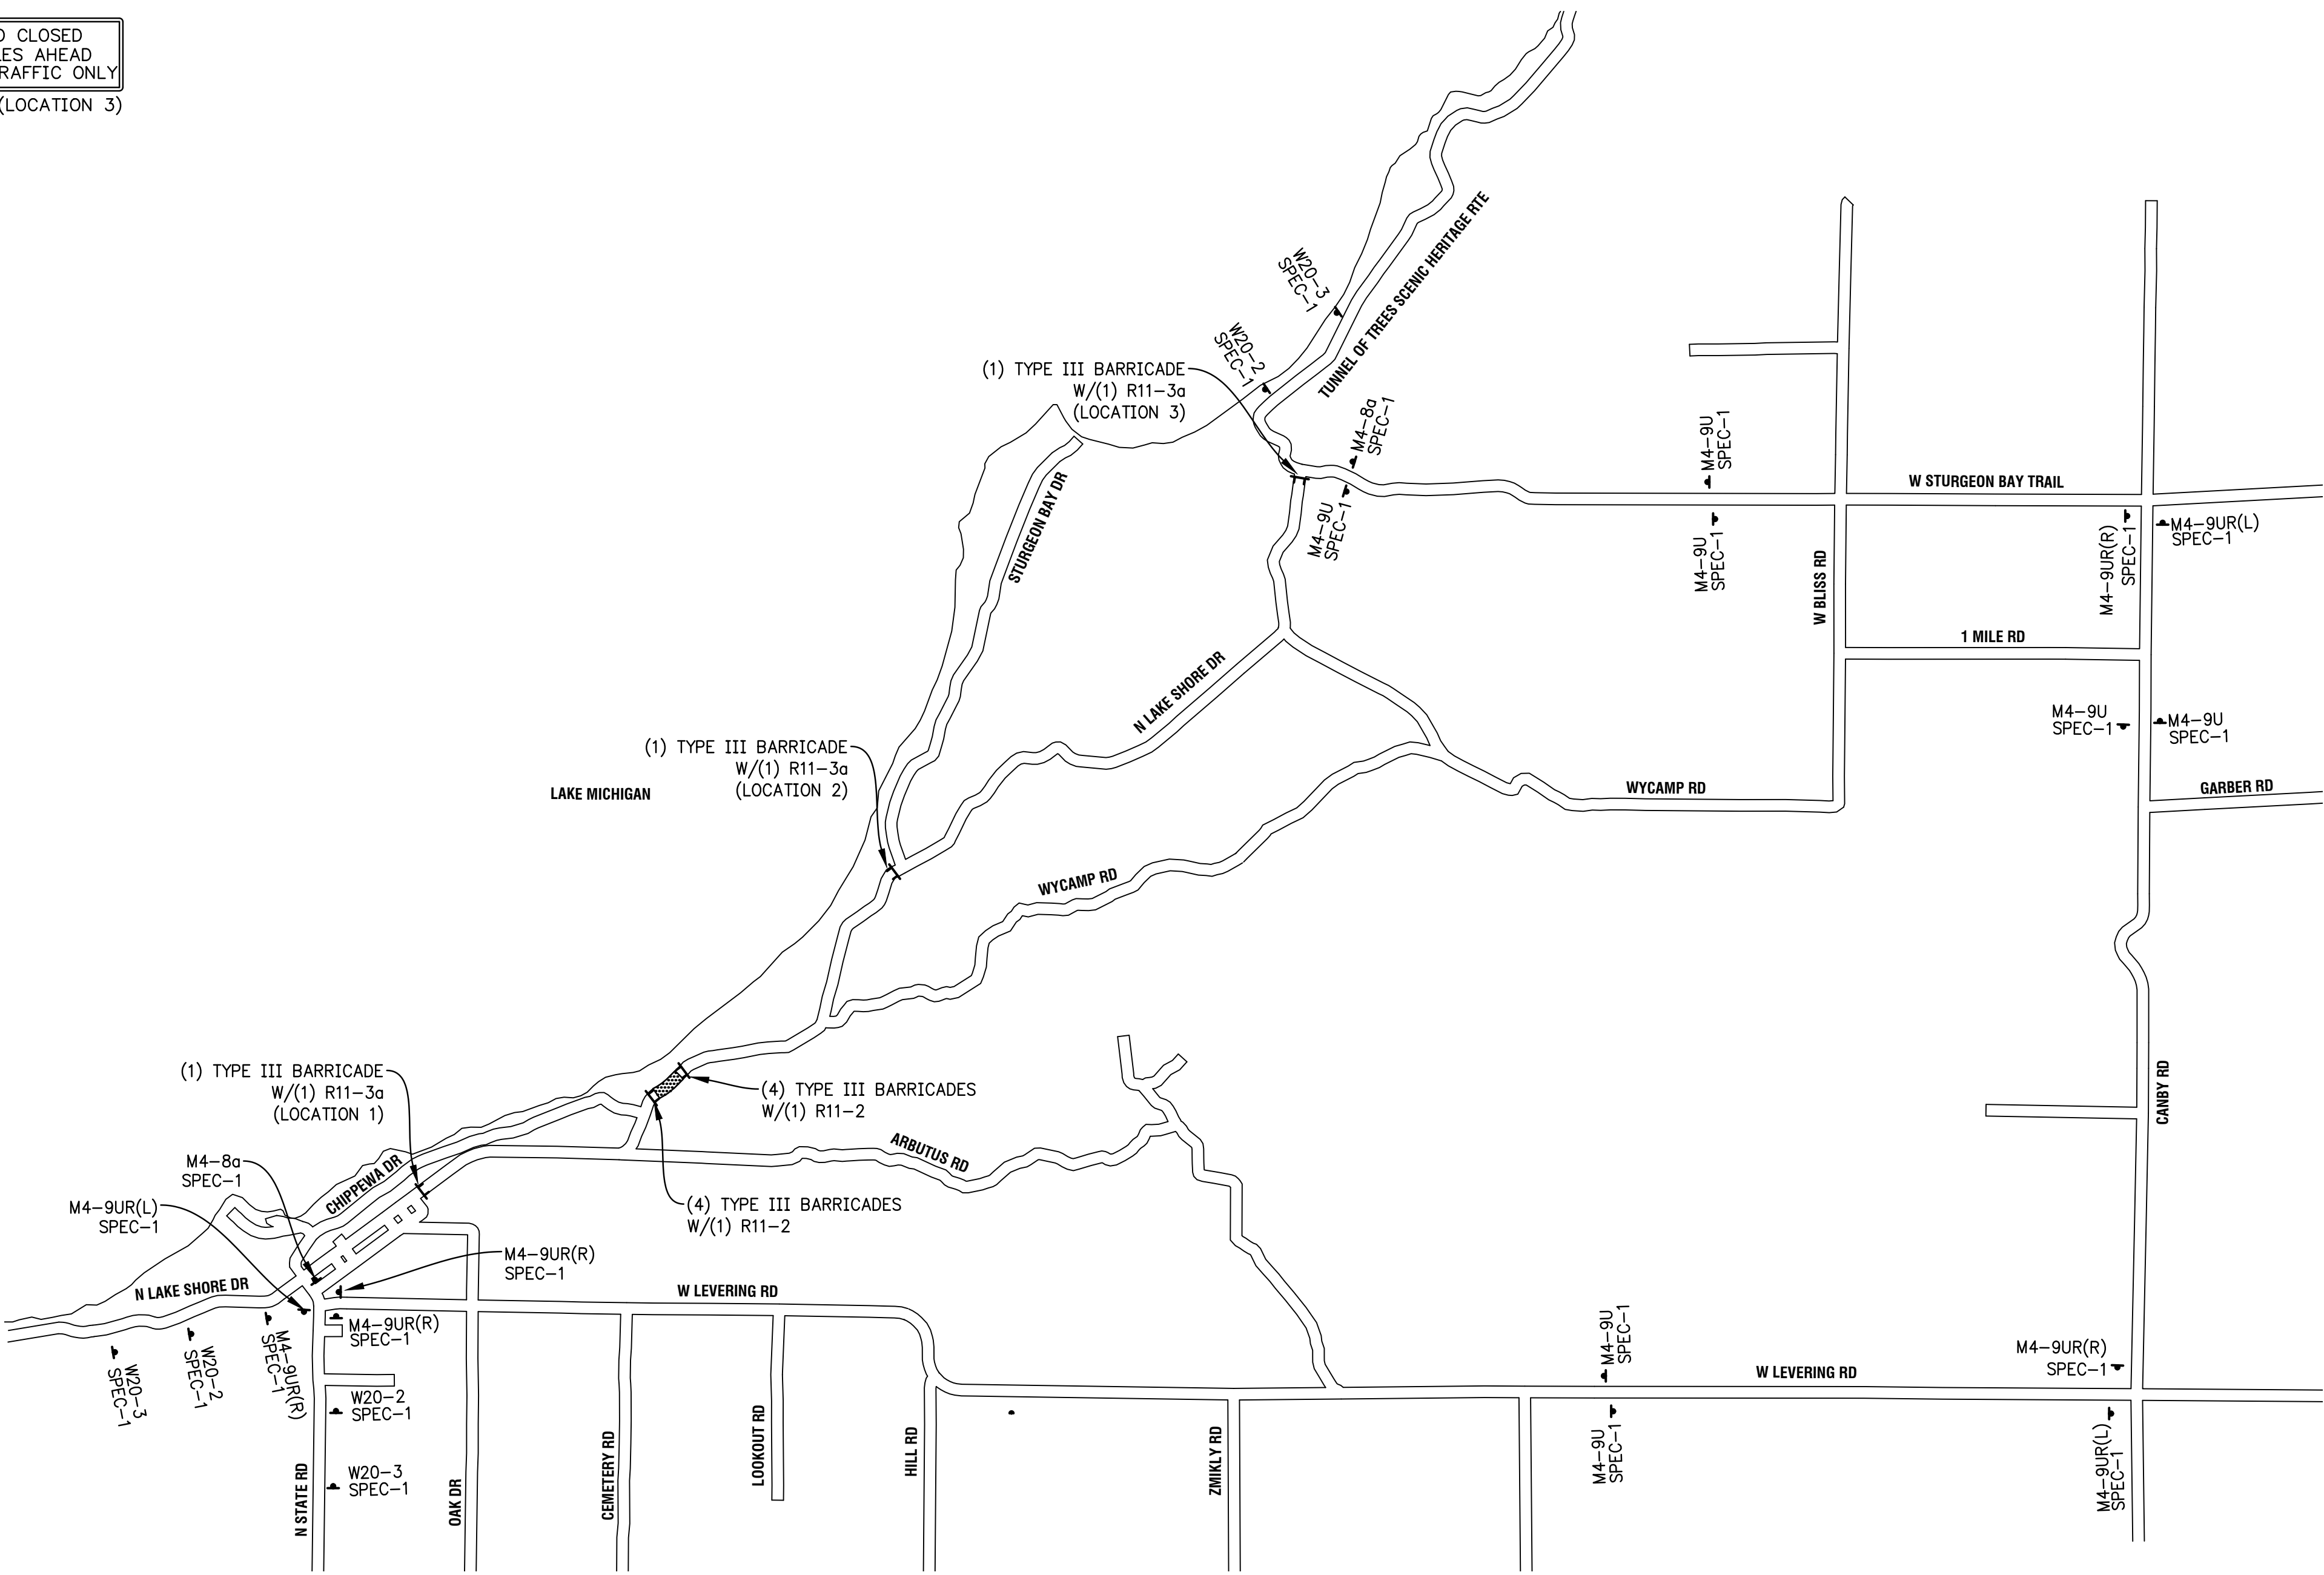 CLOSED
AHEAD
ONLY
(LOCATION 3)
W20-3
SPEC-1
TUNNEL OF TREES SCENIC HERITAGE RTE
W20-2
SPEC-1
(1) TYPE III BARRICADE
W/(1) R11-3a
(LOCATION 3)
M4-8a
SPEC-1
M4-9U
SPEC-1
M4-9U
SPEC-1
M4-9U
SPEC-1
W STURGEON BAY TRAIL
M4-9UR(R)
SPEC-1
M4-9UR(L)
SPEC-1
STURGEON BAY DR
W BLISS RD
1 MILE RD
N LAKE SHORE DR
M4-9U
SPEC-1
M4-9U
SPEC-1
(1) TYPE III BARRICADE
W/(1) R11-3a
(LOCATION 2)
LAKE MICHIGAN
WYCAMP RD
GARBER RD
WYCAMP RD
(1) TYPE III BARRICADE
W/(1) R11-3a
(LOCATION 1)
(4) TYPE III BARRICADES
W/(1) R11-2
CANBY RD
ARBUTUS RD
CHIPPEWA DR
M4-8a
SPEC-1
M4-9UR(L)
SPEC-1
(4) TYPE III BARRICADES
W/(1) R11-2
M4-9UR(R)
SPEC-1
N LAKE SHORE DR
W LEVERING RD
M4-9UR(R)
SPEC-1
M4-9UR(R)
SPEC-1
W20-2
SPEC-1
W20-3
SPEC-1
W20-2
SPEC-1
W20-3
SPEC-1
M4-9U
SPEC-1
M4-9U
SPEC-1
W LEVERING RD
M4-9UR(R)
SPEC-1
M4-9UR(L)
SPEC-1
N STATE RD
OAK DR
CEMETERY RD
LOOKOUT RD
HILL RD
ZMIKLY RD